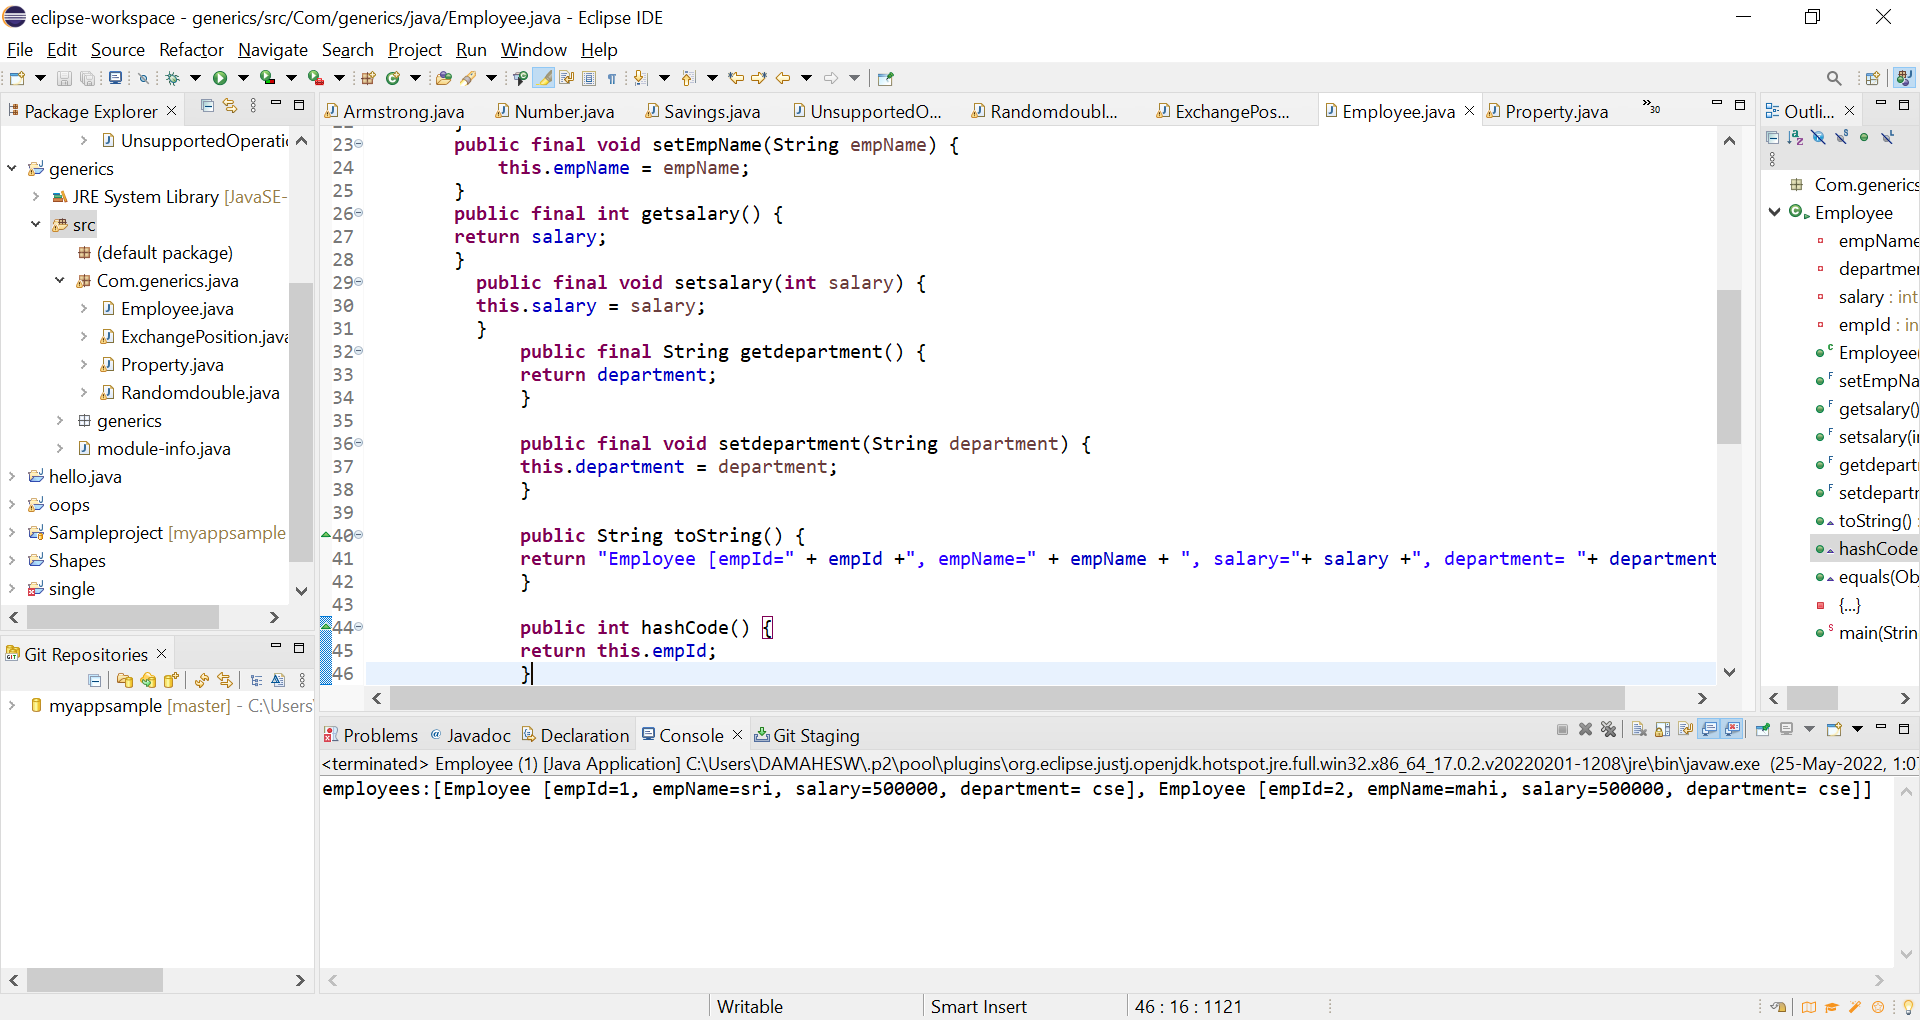 eclipse-workspace - generics/src/Com/generics/java/Employee.java - Eclipse IDE
File Edit Source Refactor Navigate Search Project Run Window Help
Package Explorer
UnsupportedOperati
generics
JRE System Library [JavaSE-
src
(default package)
Com.generics.java
Employee.java
ExchangePosition.java
Property.java
Randomdouble.java
generics
module-info.java
hello.java
oops
Sampleproject [myappsample
Shapes
single
Git Repositories
myappsample [master] - C:\Users
Armstrong.java Number.java Savings.java UnsupportedO... Randomdoubl... ExchangePos... Employee.java Property.java »30
23 public final void setEmpName(String empName) {
24 this.empName = empName;
25 }
26 public final int getsalary() {
27 return salary;
28 }
29 public final void setsalary(int salary) {
30 this.salary = salary;
31 }
32 public final String getdepartment() {
33 return department;
34 }
35
36 public final void setdepartment(String department) {
37 this.department = department;
38 }
39
40 public String toString() {
41 return "Employee [empId=" + empId +", empName=" + empName + ", salary="+ salary +", department= "+ department
42 }
43
44 public int hashCode() {
45 return this.empId;
46 }
Outli...
Com.generics
Employee
empName
departmen
salary : int
empId : in
Employee(
setEmpNa
getsalary()
setsalary(i
getdepart
setdepart
toString() :
hashCode
equals(Ob
{...}
main(Strin
Problems @ Javadoc Declaration Console Git Staging
<terminated> Employee (1) [Java Application] C:\Users\DAMAHESW\.p2\pool\plugins\org.eclipse.justj.openjdk.hotspot.jre.full.win32.x86_64_17.0.2.v20220201-1208\jre\bin\javaw.exe (25-May-2022, 1:07
employees:[Employee [empId=1, empName=sri, salary=500000, department= cse], Employee [empId=2, empName=mahi, salary=500000, department= cse]]
Writable Smart Insert 46 : 16 : 1121